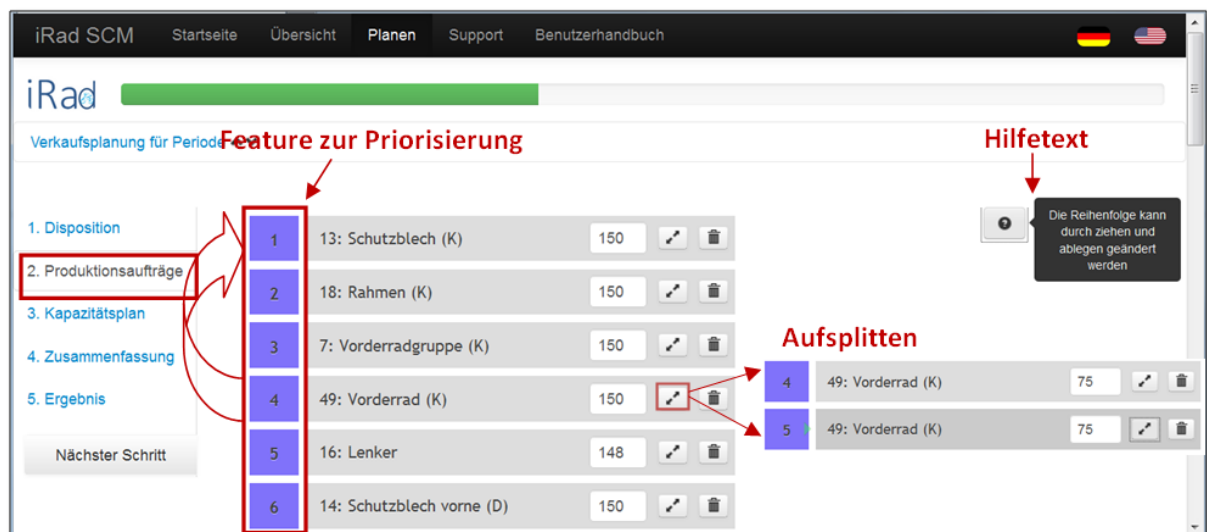 iRad SCM Startseite Übersicht Planen Support Benutzerhandbuch
iRad
Verkaufsplanung für Periode
Feature zur Priorisierung
Hilfetext
1. Disposition
2. Produktionsaufträge
3. Kapazitätsplan
4. Zusammenfassung
5. Ergebnis
Nächster Schritt
1 13: Schutzblech (K) 150
2 18: Rahmen (K) 150
3 7: Vorderradgruppe (K) 150
4 49: Vorderrad (K) 150
5 16: Lenker 148
6 14: Schutzblech vorne (D) 150
Die Reihenfolge kann
durch ziehen und
ablegen geändert
werden
Aufsplitten
4 49: Vorderrad (K) 75
5 49: Vorderrad (K) 75